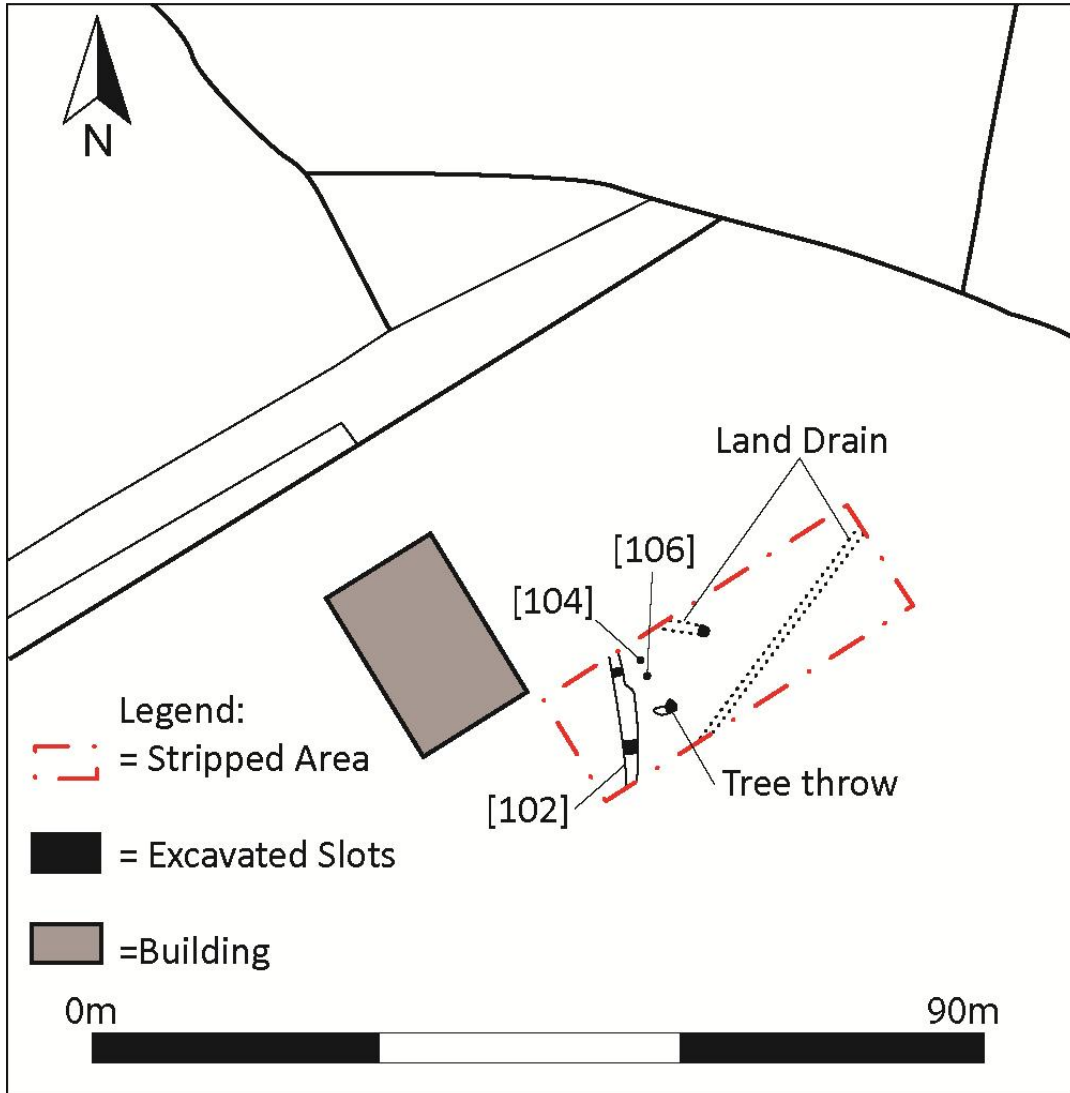 N
Land Drain
[106]
[104]
Legend:
= Stripped Area
Tree throw
[102]
= Excavated Slots
=Building
0m
90m